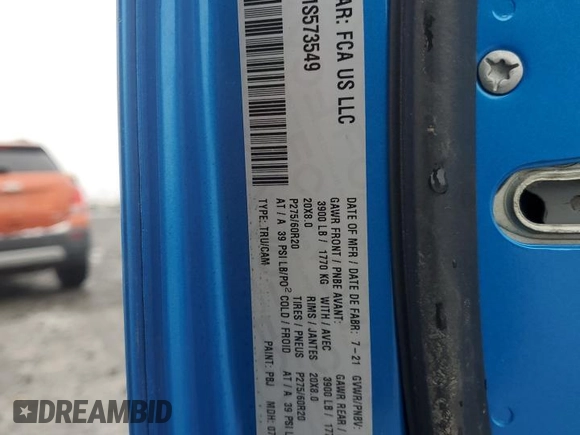 AR: FCA US LLC
1S573549
DATE OF MFR / DATE DE FABR: 7-21 GVWR/PNBV:
GAWR FRONT / PNBE AVANT: GAWR REAR /
3900 LB / 1770 KG WITH / AVEC 3900 LB /
20X8.0 RIMS / JANTES 20X8.0
P275/60R20 TIRES / PNEUS P275/60R20
AT / A 39 PSI LB/PO² COLD / FROID AT / A 39 PSI L
TYPE: TRU/CAM PAINT: PBJ MDH: 07
DREAMBID